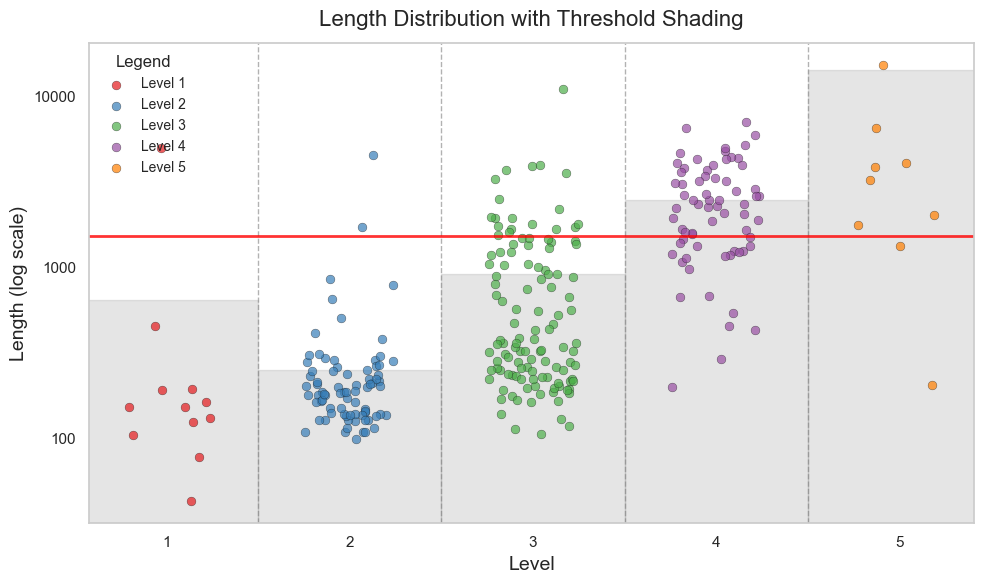 Length Distribution with Threshold Shading
Legend
Level 1
Level 2
Level 3
Level 4
Level 5
10000
1000
100
Length (log scale)
1
2
3
4
5
Level